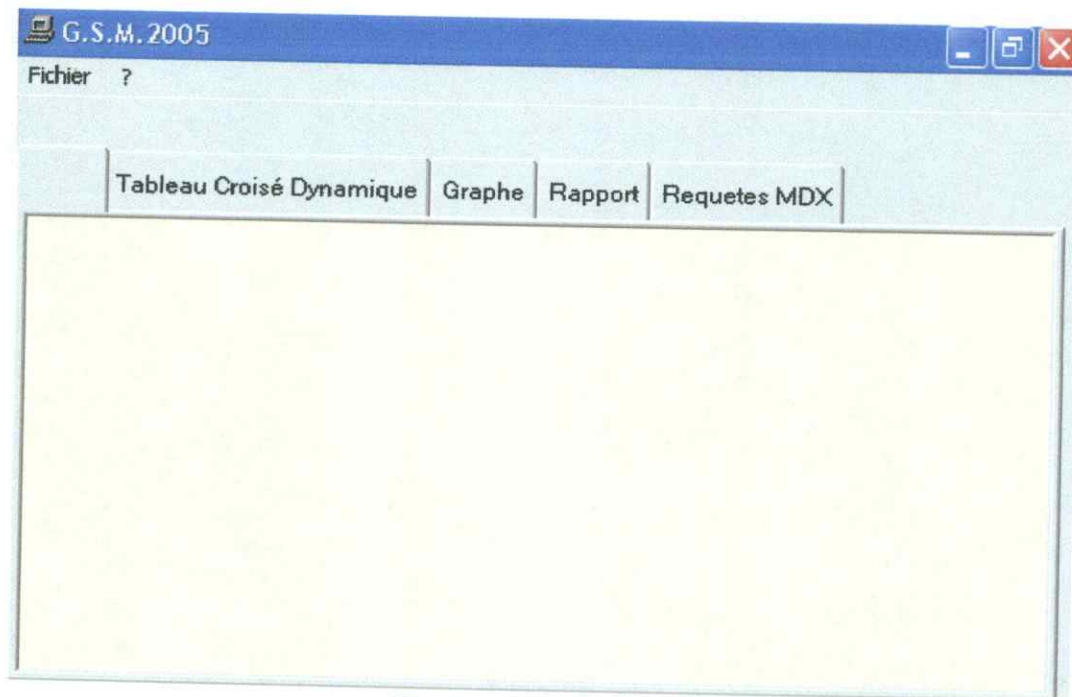 G.S.M.2005
Fichier ?
Tableau Croisé Dynamique Graphe Rapport Requetes MDX